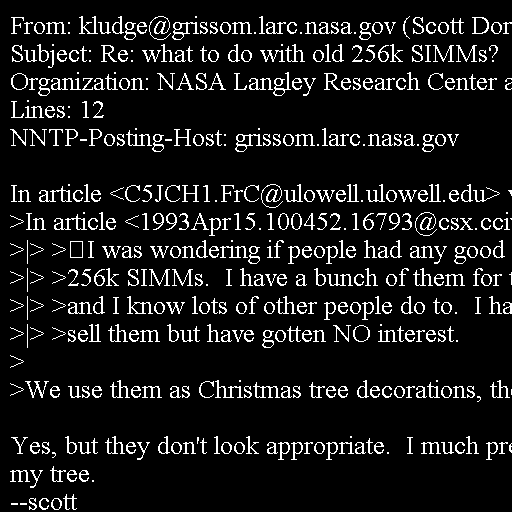 From: kludge@grissom.larc.nasa.gov (Scott Dor
Subject: Re: what to do with old 256k SIMMs?
Organization: NASA Langley Research Center a
Lines: 12
NNTP-Posting-Host: grissom.larc.nasa.gov

In article <C5JCH1.FrC@ulowell.ulowell.edu> v
>In article <1993Apr15.100452.16793@csx.cciv
>|> >I was wondering if people had any good
>|> >256k SIMMs.  I have a bunch of them for t
>|> >and I know lots of other people do to.  I ha
>|> >sell them but have gotten NO interest.
>
>We use them as Christmas tree decorations, the
 
Yes, but they don't look appropriate.  I much pre
my tree.
--scott